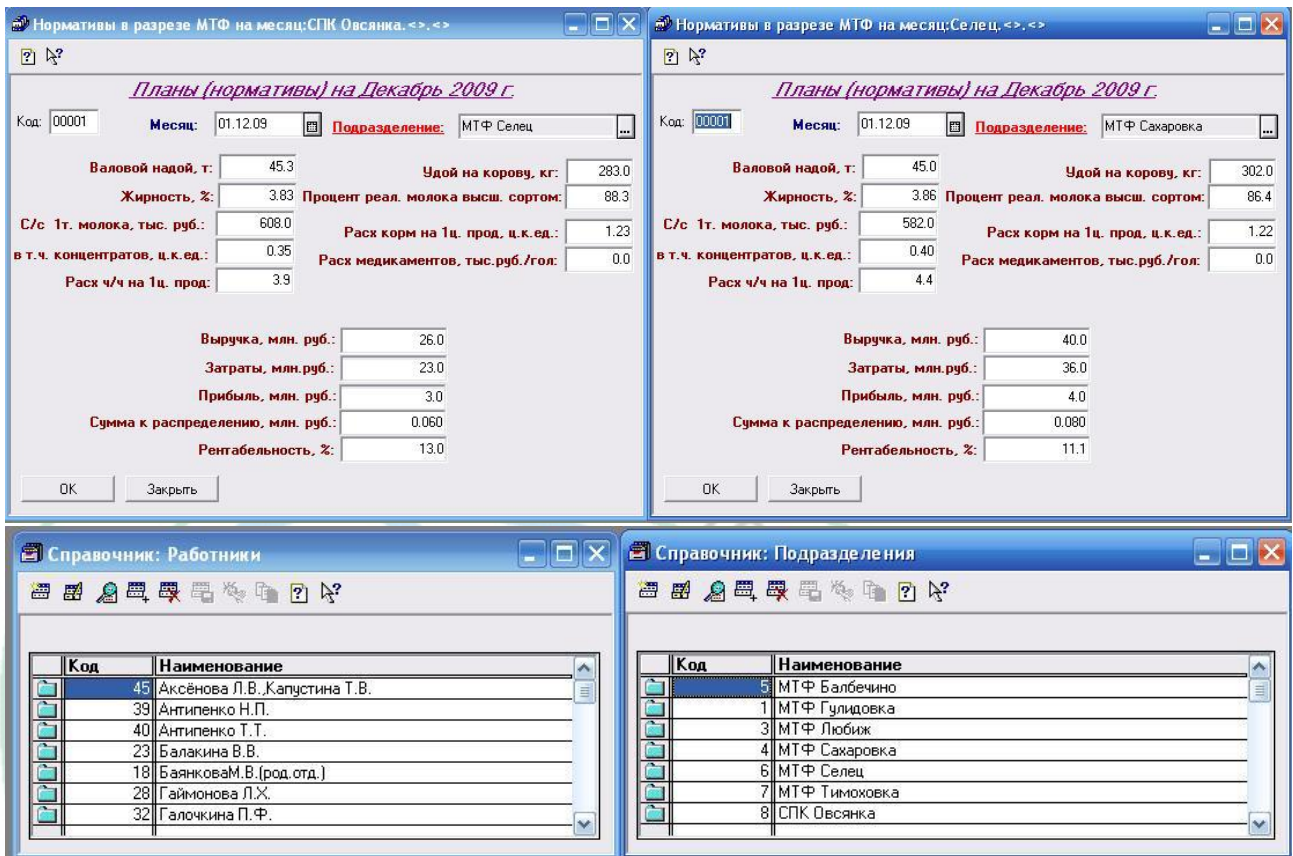 Нормативы в разрезе МТФ на месяц:СПК Овсянка.<>.<>
Планы (нормативы) на Декабрь 2009 г.
Код: 00001 Месяц: 01.12.09 Подразделение: МТФ Селец ...
Валовой надой, т: 45.3 Удой на корову, кг: 283.0
Жирность, %: 3.83 Процент реал. молока высш. сортом: 88.3
С/с 1т. молока, тыс. руб.: 608.0 Расх корм на 1ц. прод, ц.к.ед.: 1.23
в т.ч. концентратов, ц.к.ед.: 0.35 Расх медикаментов, тыс.руб./гол: 0.0
Расх ч/ч на 1ц. прод: 3.9
Выручка, млн. руб.: 26.0
Затраты, млн.руб.: 23.0
Прибыль, млн. руб.: 3.0
Сумма к распределению, млн. руб.: 0.060
Рентабельность, %: 13.0
OK Закрыть
Нормативы в разрезе МТФ на месяц:Селец.<>.<>
Планы (нормативы) на Декабрь 2009 г.
Код: 00001 Месяц: 01.12.09 Подразделение: МТФ Сахаровка ...
Валовой надой, т: 45.0 Удой на корову, кг: 302.0
Жирность, %: 3.86 Процент реал. молока высш. сортом: 86.4
С/с 1т. молока, тыс. руб.: 582.0 Расх корм на 1ц. прод, ц.к.ед.: 1.22
в т.ч. концентратов, ц.к.ед.: 0.40 Расх медикаментов, тыс.руб./гол: 0.0
Расх ч/ч на 1ц. прод: 4.4
Выручка, млн. руб.: 40.0
Затраты, млн.руб.: 36.0
Прибыль, млн. руб.: 4.0
Сумма к распределению, млн. руб.: 0.080
Рентабельность, %: 11.1
OK Закрыть
Справочник: Работники
Код Наименование
45 Аксёнова Л.В.,Капустина Т.В.
39 Антипенко Н.П.
40 Антипенко Т.Т.
23 Балакина В.В.
18 БаянковаМ.В.(род.отд.)
28 Гаймонова Л.Х.
32 Галочкина П.Ф.
Справочник: Подразделения
Код Наименование
5 МТФ Балбечино
1 МТФ Гулидовка
3 МТФ Любиж
4 МТФ Сахаровка
6 МТФ Селец
7 МТФ Тимоховка
8 СПК Овсянка